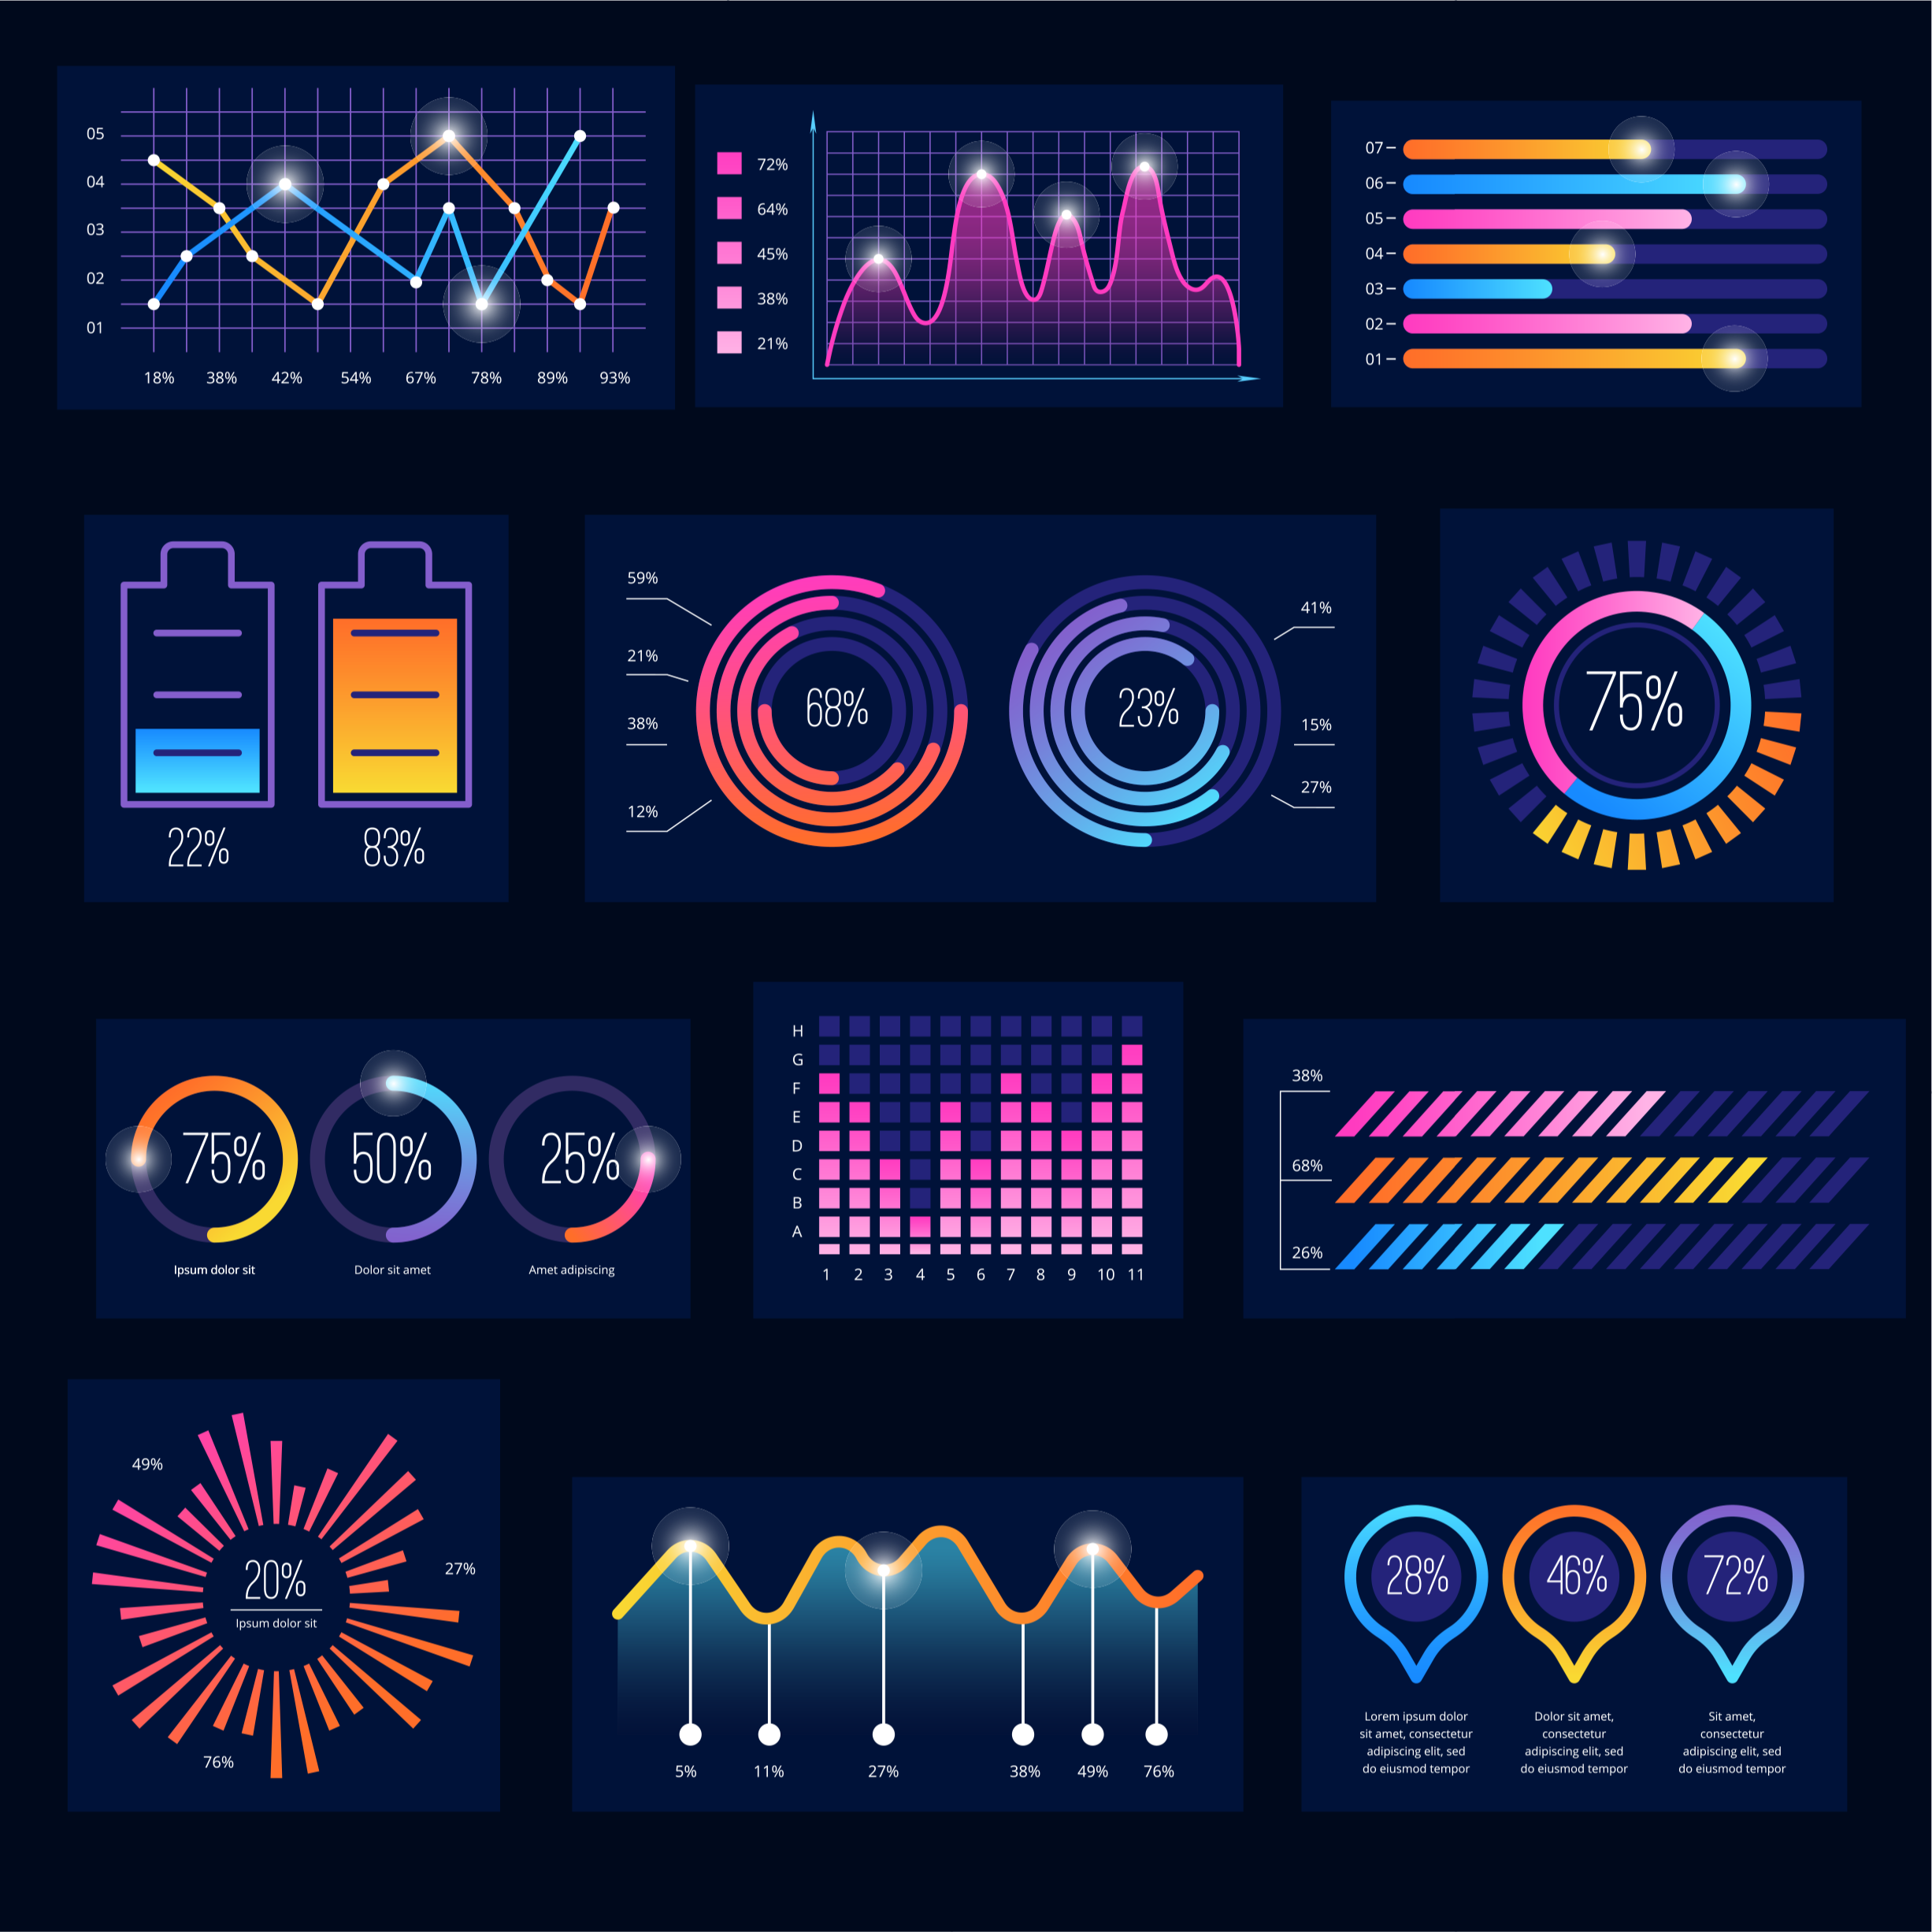 05
04
03
02
01
18% 38% 42% 54% 67% 78% 89% 93%
72%
64%
45%
38%
21%
07
06
05
04
03
02
01
22% 83%
59%
21%
38%
12%
68%
23%
41%
15%
27%
75%
75%
Ipsum dolor sit
50%
Dolor sit amet
25%
Amet adipiscing
H
G
F
E
D
C
B
A
1 2 3 4 5 6 7 8 9 10 11
38%
68%
26%
49%
27%
20%
Ipsum dolor sit
76%
5% 11% 27% 38% 49% 76%
28%
Lorem ipsum dolor
sit amet, consectetur
adipiscing elit, sed
do eiusmod tempor
46%
Dolor sit amet,
consectetur
adipiscing elit, sed
do eiusmod tempor
72%
Sit amet,
consectetur
adipiscing elit, sed
do eiusmod tempor